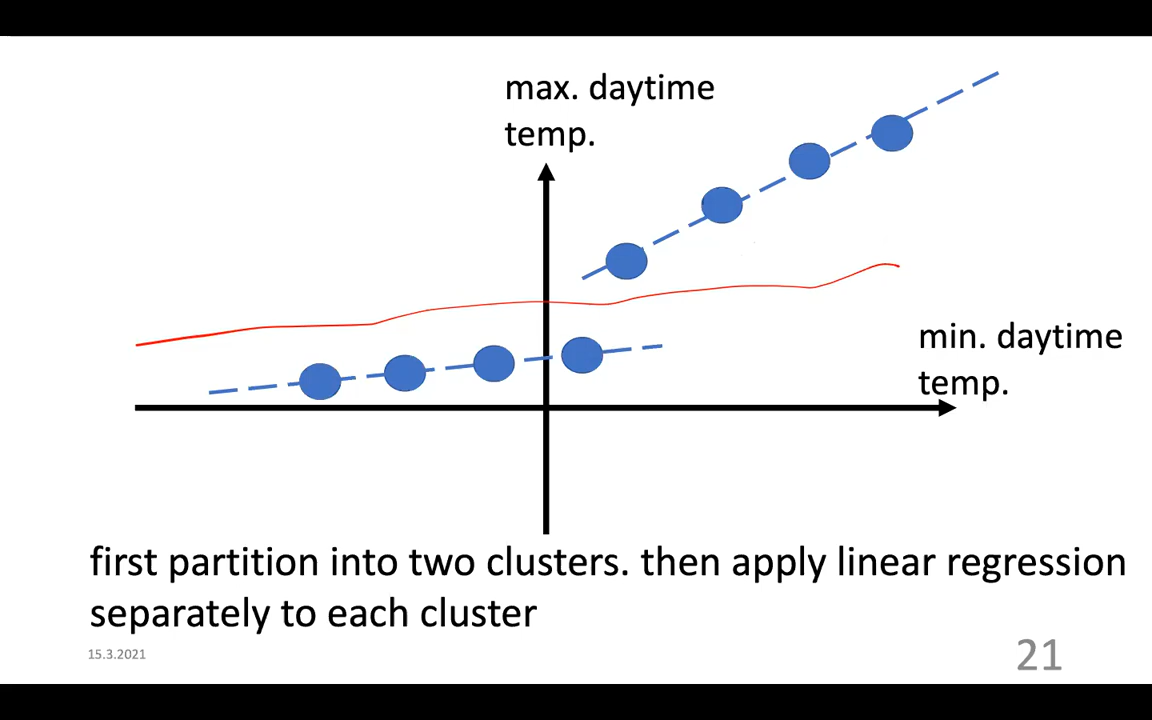 max. daytime
temp.
min. daytime
temp.
first partition into two clusters. then apply linear regression
separately to each cluster
15.3.2021
21